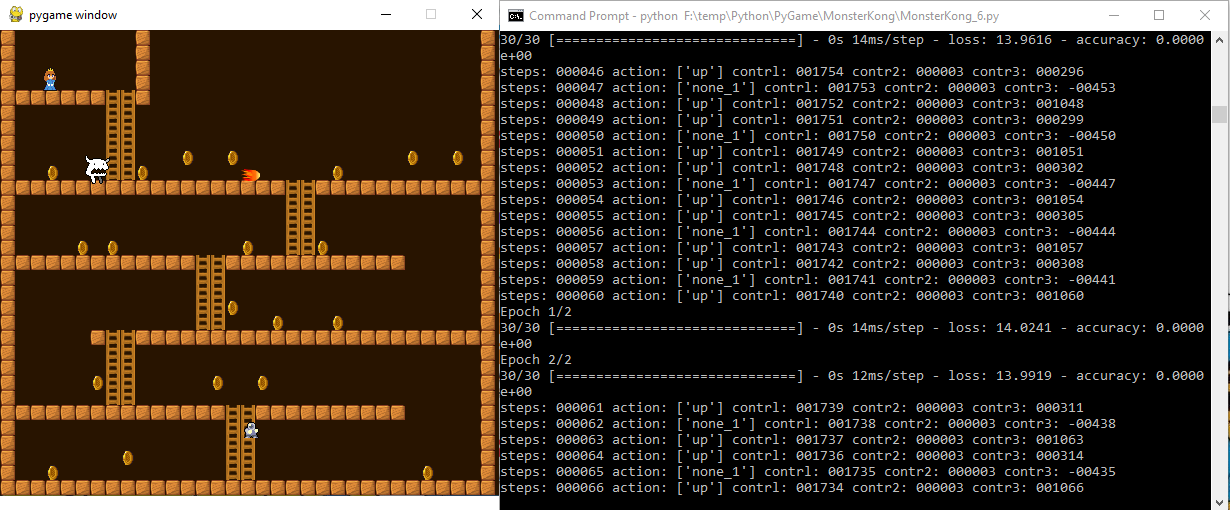 pygame window
Command Prompt - python F:\temp\Python\PyGame\MonsterKong\MonsterKong_6.py
30/30 [==============================] - 0s 14ms/step - loss: 13.9616 - accuracy: 0.0000
e+00
steps: 000046 action: ['up'] contrl: 001754 contr2: 000003 contr3: 000296
steps: 000047 action: ['none_1'] contrl: 001753 contr2: 000003 contr3: -00453
steps: 000048 action: ['up'] contrl: 001752 contr2: 000003 contr3: 001048
steps: 000049 action: ['up'] contrl: 001751 contr2: 000003 contr3: 000299
steps: 000050 action: ['none_1'] contrl: 001750 contr2: 000003 contr3: -00450
steps: 000051 action: ['up'] contrl: 001749 contr2: 000003 contr3: 001051
steps: 000052 action: ['up'] contrl: 001748 contr2: 000003 contr3: 000302
steps: 000053 action: ['none_1'] contrl: 001747 contr2: 000003 contr3: -00447
steps: 000054 action: ['up'] contrl: 001746 contr2: 000003 contr3: 001054
steps: 000055 action: ['up'] contrl: 001745 contr2: 000003 contr3: 000305
steps: 000056 action: ['none_1'] contrl: 001744 contr2: 000003 contr3: -00444
steps: 000057 action: ['up'] contrl: 001743 contr2: 000003 contr3: 001057
steps: 000058 action: ['up'] contrl: 001742 contr2: 000003 contr3: 000308
steps: 000059 action: ['none_1'] contrl: 001741 contr2: 000003 contr3: -00441
steps: 000060 action: ['up'] contrl: 001740 contr2: 000003 contr3: 001060
Epoch 1/2
30/30 [==============================] - 0s 14ms/step - loss: 14.0241 - accuracy: 0.0000
e+00
Epoch 2/2
30/30 [==============================] - 0s 12ms/step - loss: 13.9919 - accuracy: 0.0000
e+00
steps: 000061 action: ['up'] contrl: 001739 contr2: 000003 contr3: 000311
steps: 000062 action: ['none_1'] contrl: 001738 contr2: 000003 contr3: -00438
steps: 000063 action: ['up'] contrl: 001737 contr2: 000003 contr3: 001063
steps: 000064 action: ['up'] contrl: 001736 contr2: 000003 contr3: 000314
steps: 000065 action: ['none_1'] contrl: 001735 contr2: 000003 contr3: -00435
steps: 000066 action: ['up'] contrl: 001734 contr2: 000003 contr3: 001066